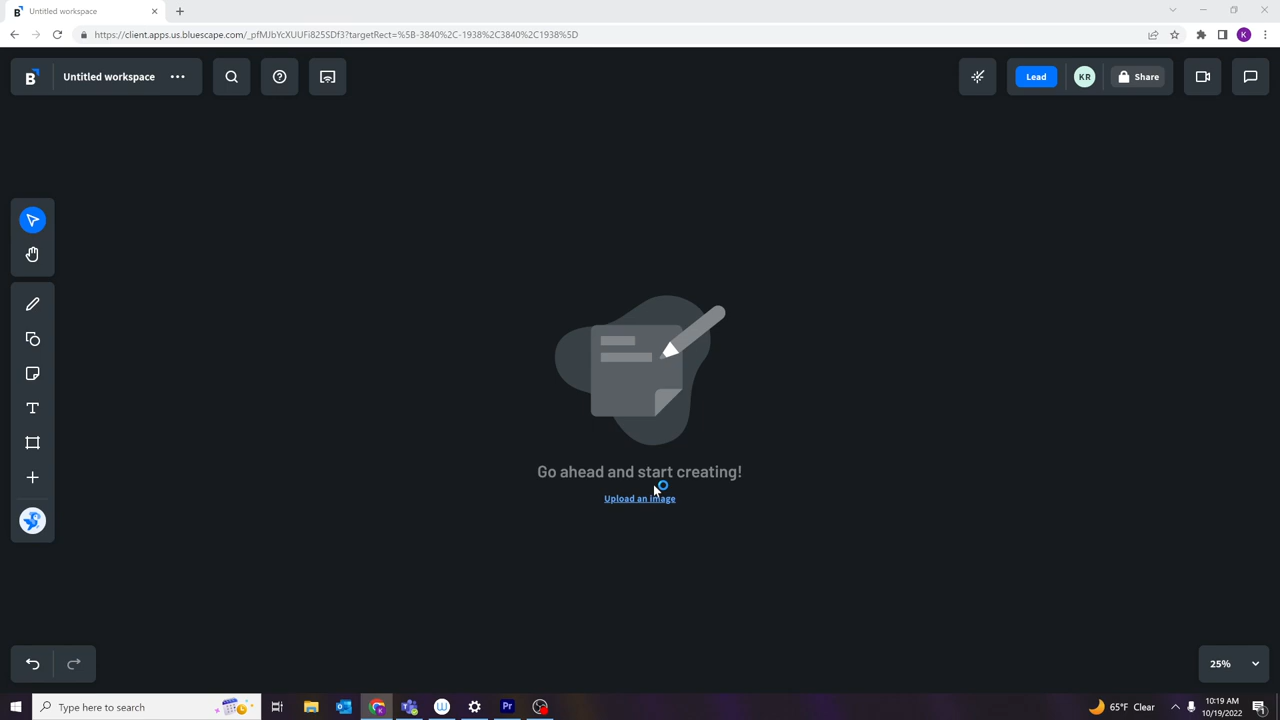 Untitled workspace
https://client.apps.us.bluescape.com/_pfMJbYcXUUFi825SDf3?targetRect=%5B-3840%2C-1938%2C3840%2C1938%5D
B
Untitled workspace
Lead
KR
Share
T
Go ahead and start creating!
Upload an image
25%
Type here to search
Pr
65°F Clear
10:19 AM
10/19/2022